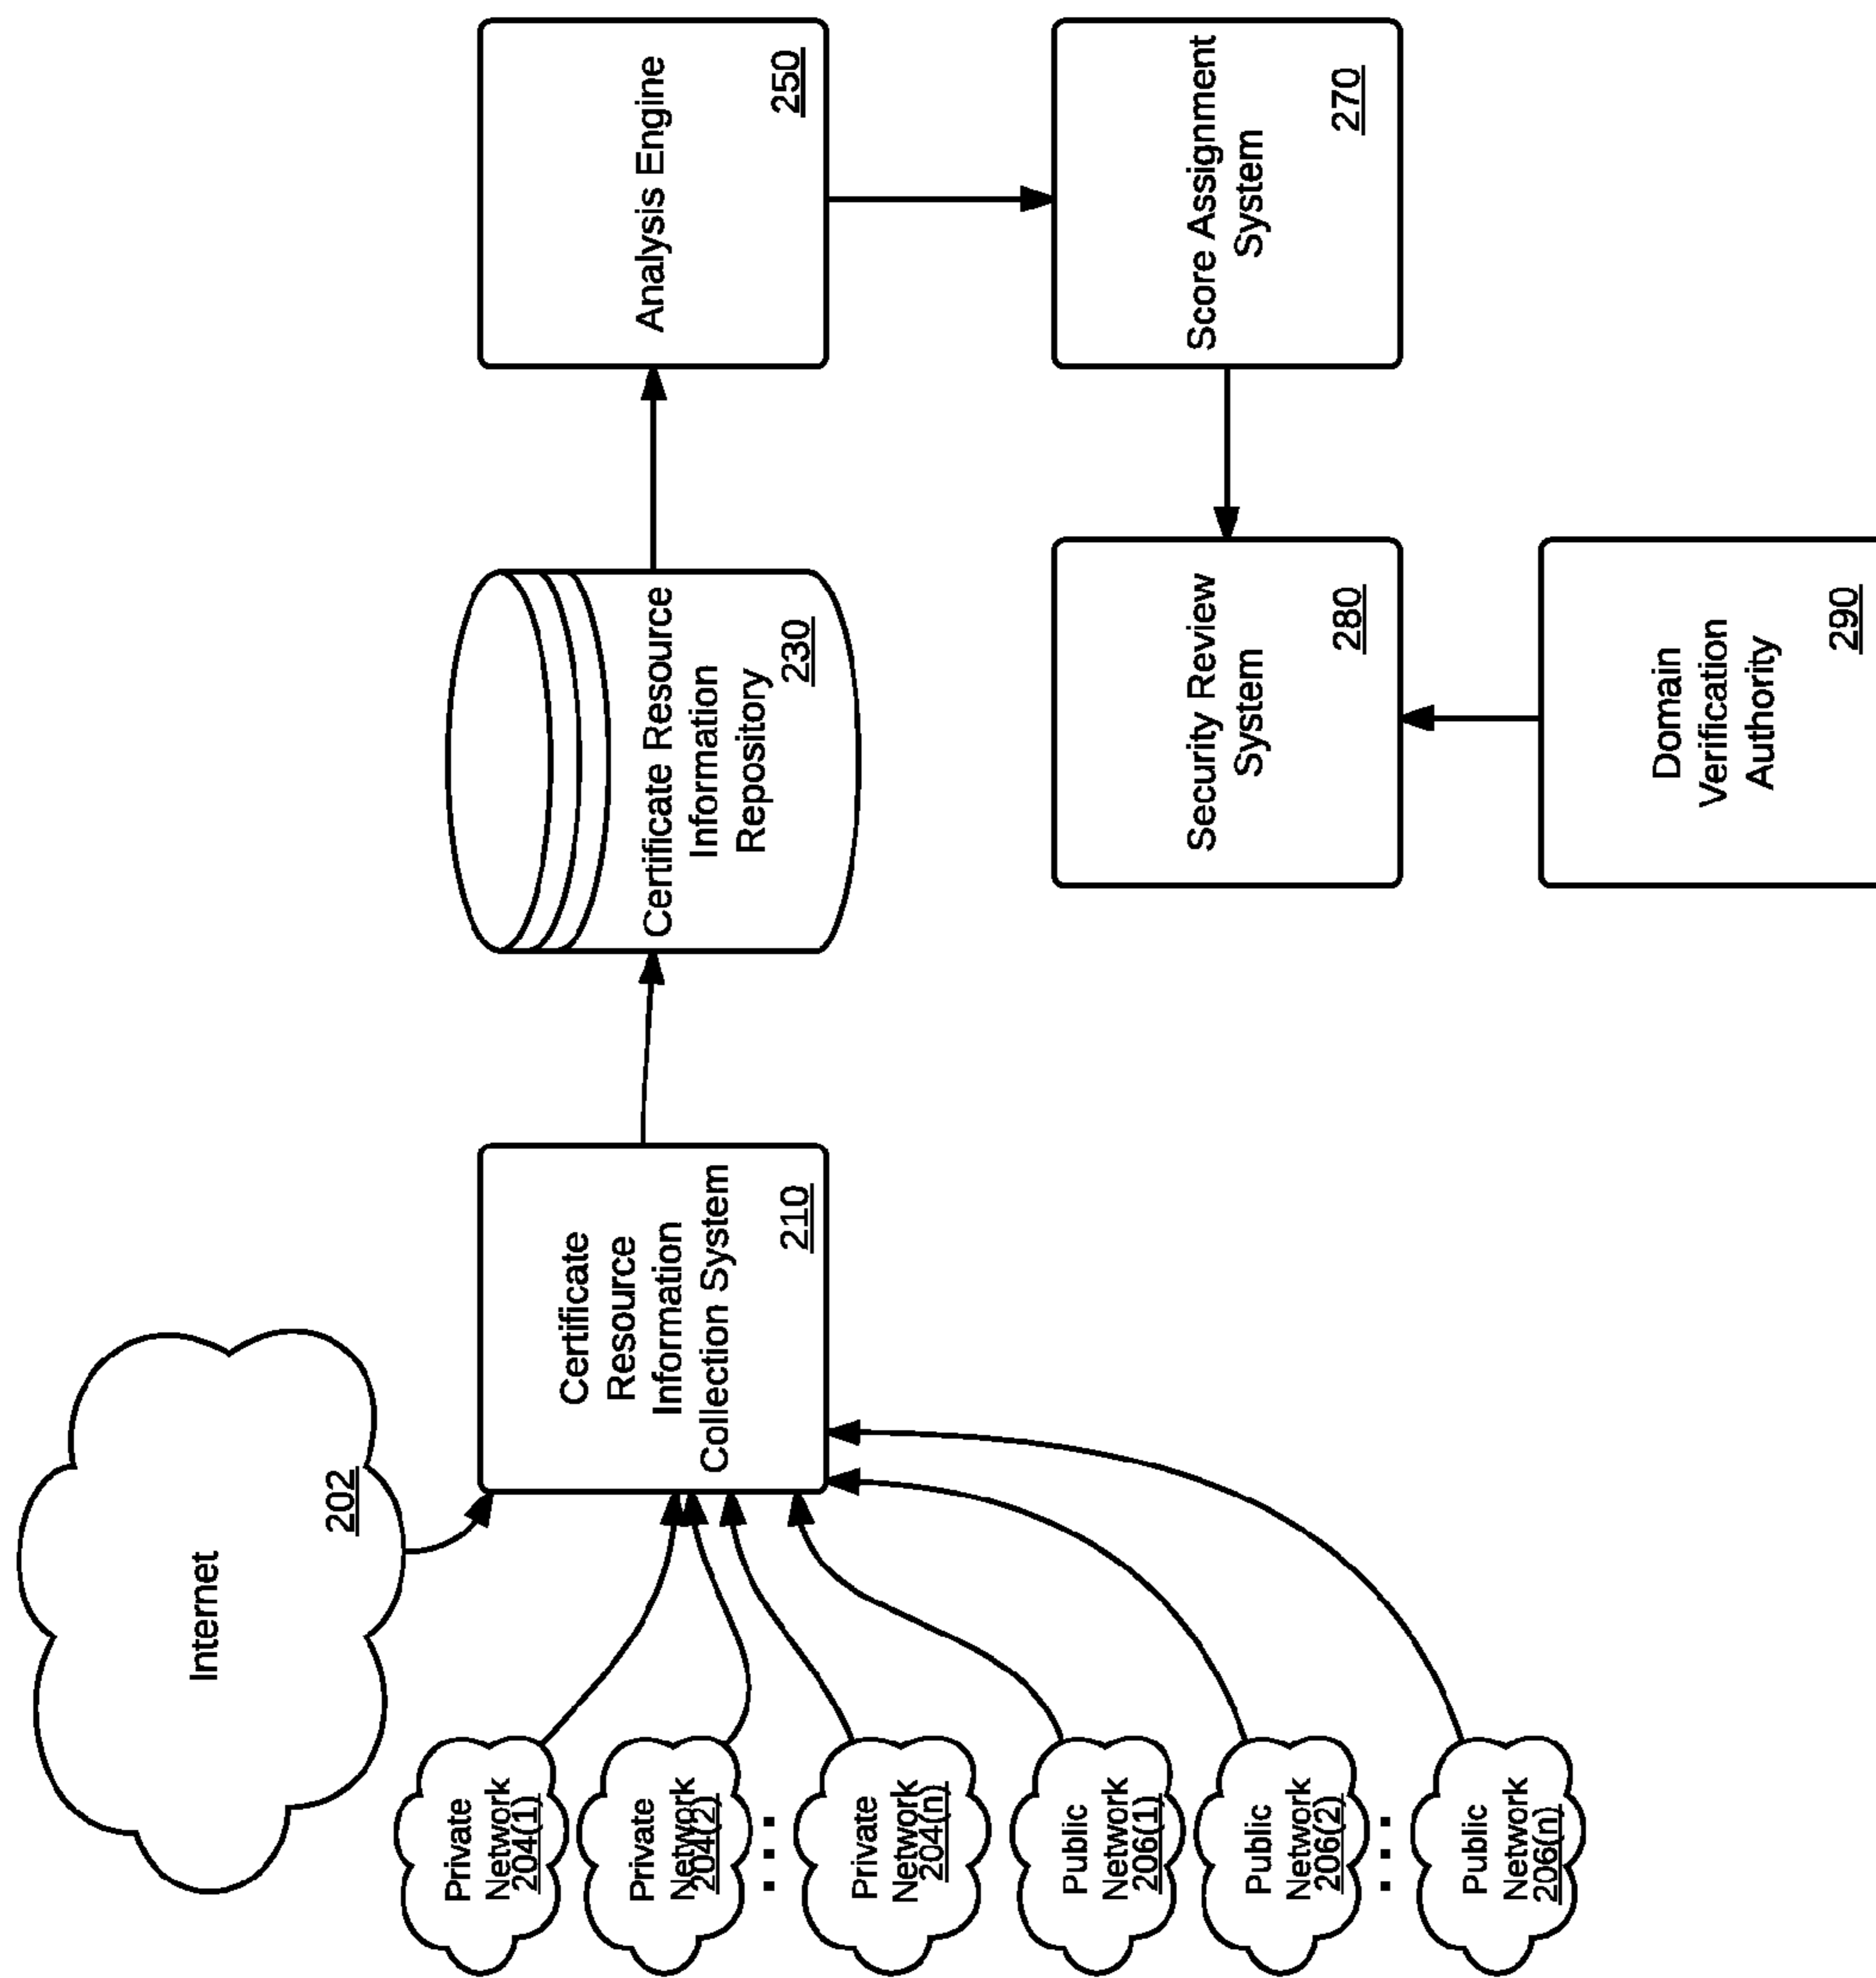 Internet
202
Private
Network
204(1)
Private
Network
204(2)
Private
Network
204(n)
Public
Network
206(1)
Public
Network
206(2)
Public
Network
206(n)
Certificate
Resource
Information
Collection System
210
Certificate Resource
Information
Repository
230
Analysis Engine
250
Score Assignment
System
270
Security Review
System
280
Domain
Verification
Authority
290